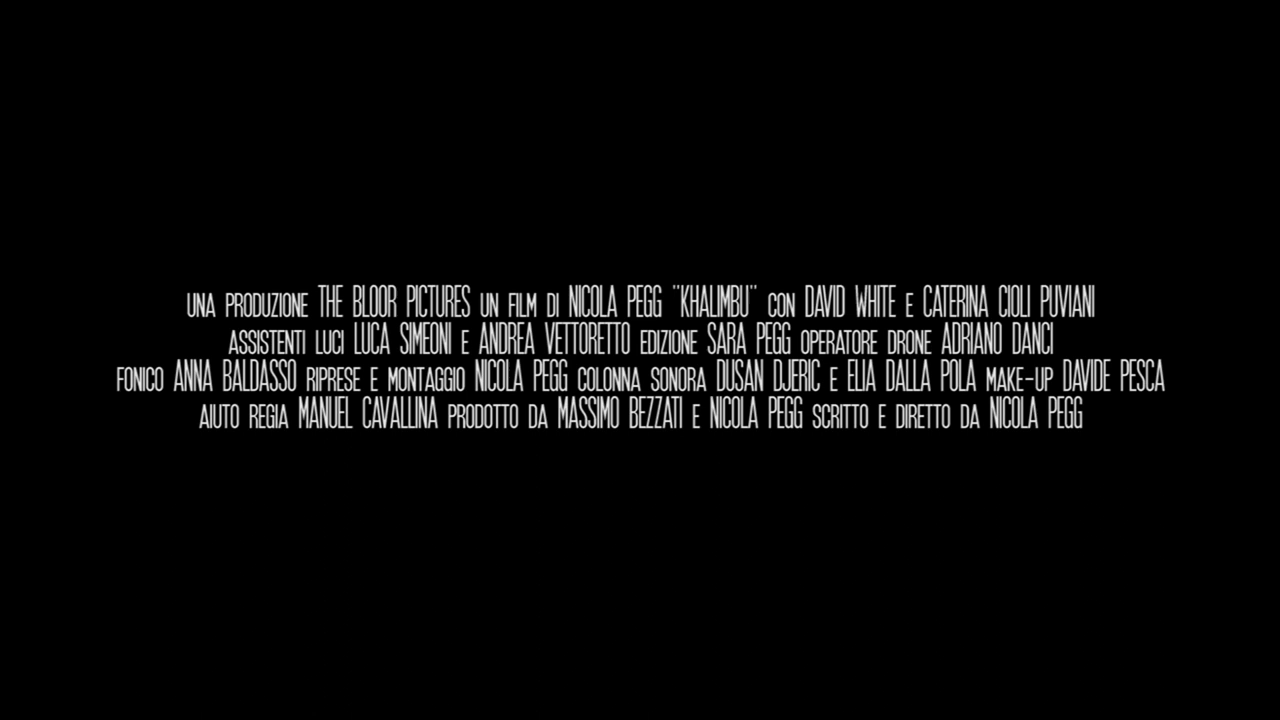 UNA PRODUZIONE THE BLOOR PICTURES UN FILM DI NICOLA PEGG "KHALIMBU" CON DAVID WHITE E CATERINA CIOLI PUVIANI
ASSISTENTI LUCI LUCA SIMEONI E ANDREA VETTORETTO EDIZIONE SARA PEGG OPERATORE DRONE ADRIANO DANCI
FONICO ANNA BALDASSO RIPRESE E MONTAGGIO NICOLA PEGG COLONNA SONORA DUSAN DJERIC E ELIA DALLA POLA MAKE-UP DAVIDE PESCA
AIUTO REGIA MANUEL CAVALLINA PRODOTTO DA MASSIMO BEZZATI E NICOLA PEGG SCRITTO E DIRETTO DA NICOLA PEGG